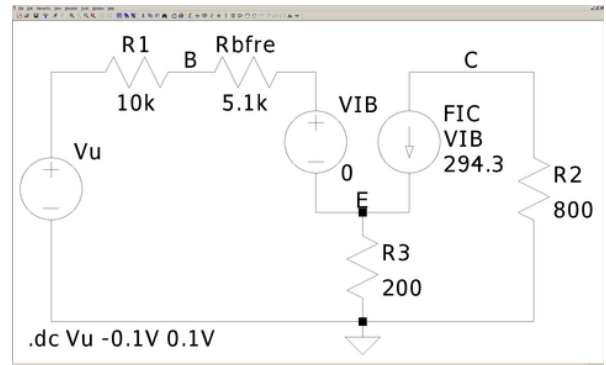 R1
B
Rbfre
C
10k
5.1k
VIB
FIC
VIB
294.3
Vu
0
R2
800
E
R3
200
.dc Vu -0.1V 0.1V